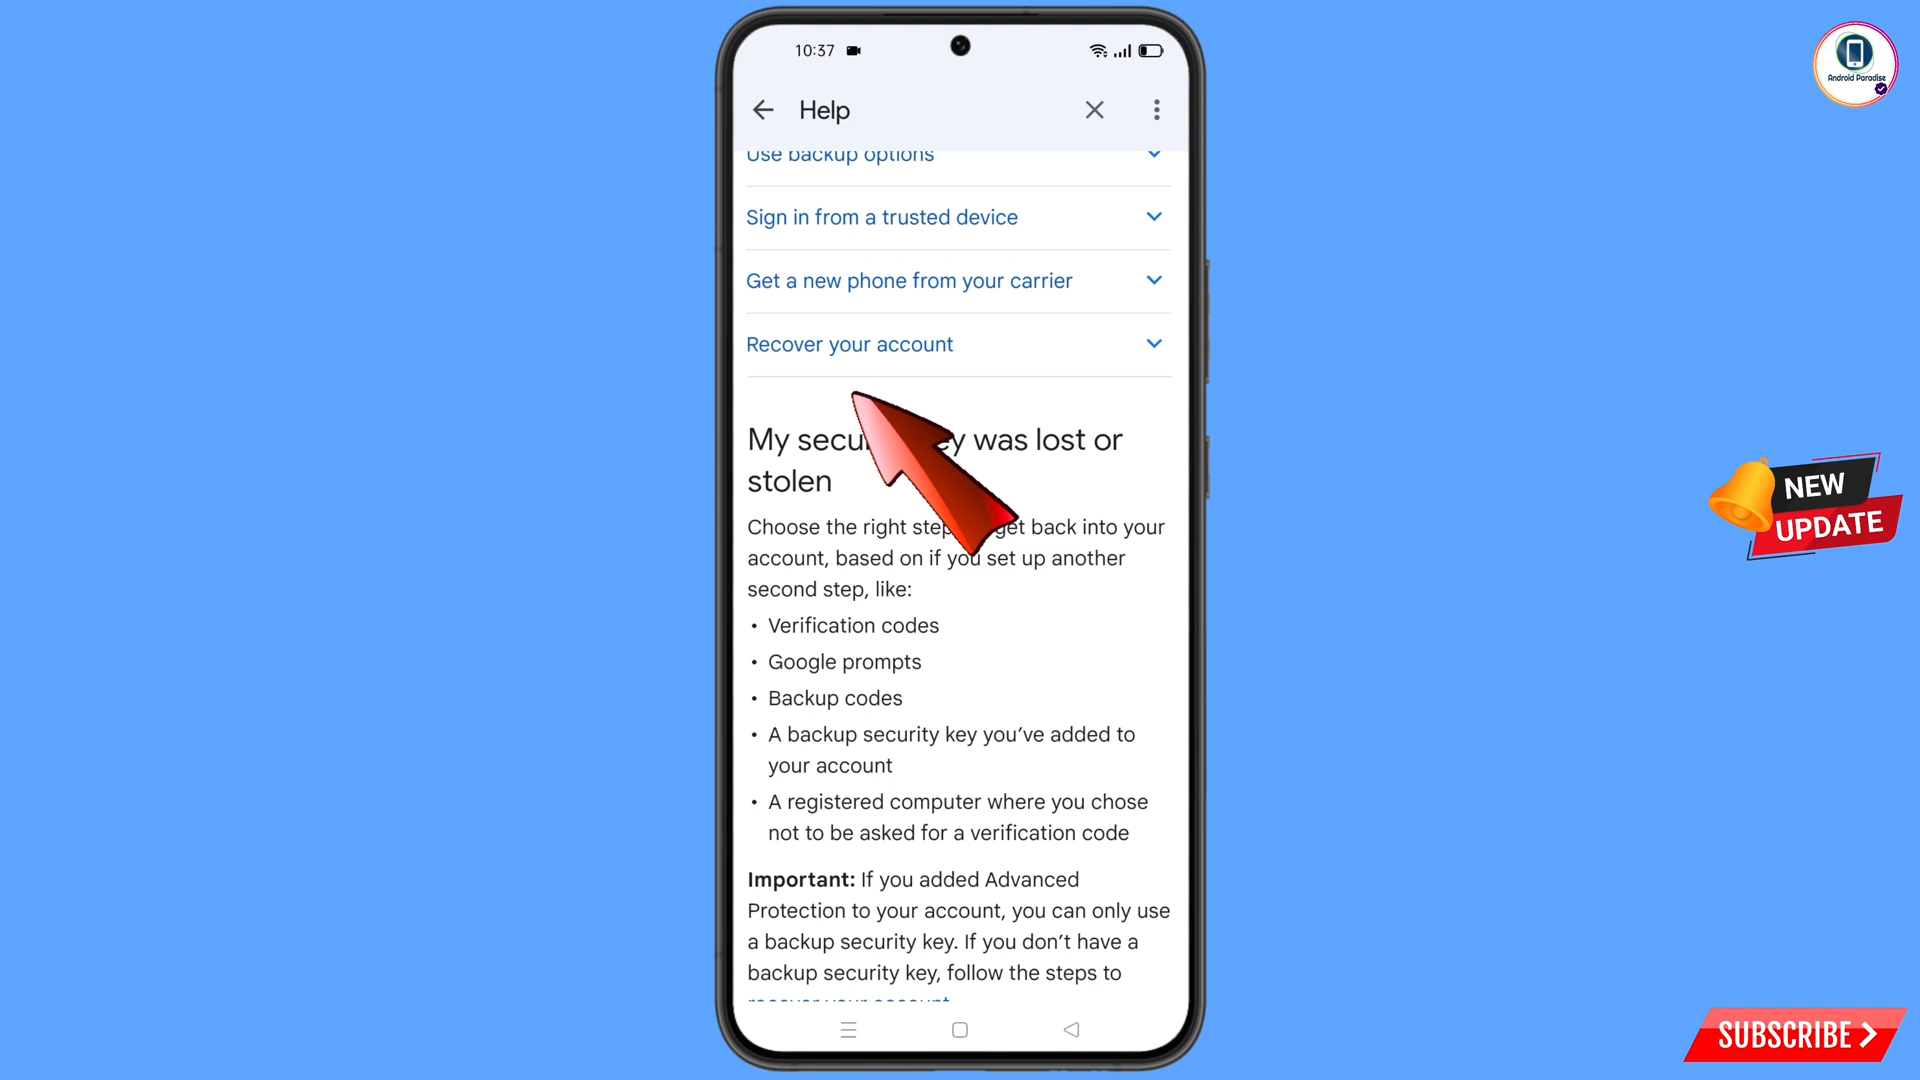 10:37
Android Paradise
Help
Use backup options
Sign in from a trusted device
Get a new phone from your carrier
Recover your account
My secu ey was lost or
stolen
Choose the right step get back into your
account, based on if you set up another
second step, like:
• Verification codes
• Google prompts
• Backup codes
• A backup security key you’ve added to
your account
• A registered computer where you chose
not to be asked for a verification code
Important: If you added Advanced
Protection to your account, you can only use
a backup security key. If you don’t have a
backup security key, follow the steps to
recover your account
NEW
UPDATE
SUBSCRIBE